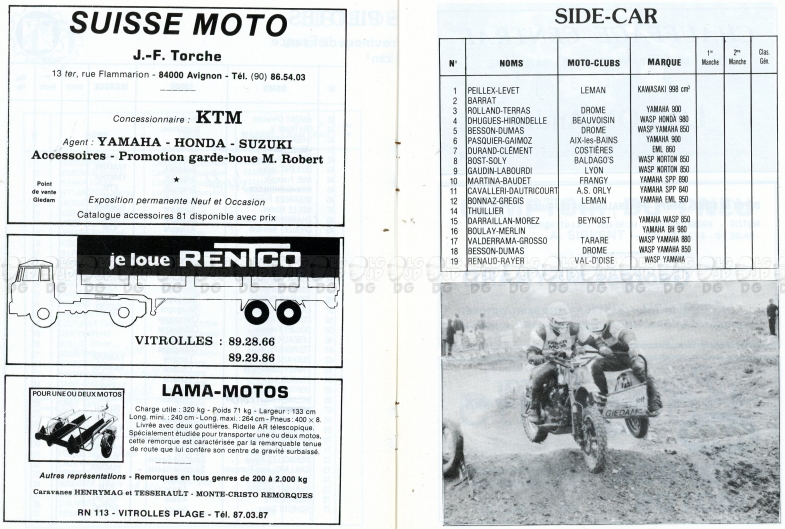 SUISSE MOTO
J.-F. Torche
13 ter, rue Flammarion - 84000 Avignon - Tél. (90) 86.54.03
Concessionnaire : KTM
Agent : YAMAHA - HONDA - SUZUKI
Accessoires - Promotion garde-boue M. Robert
Point
de vente
Giedam
Exposition permanente Neuf et Occasion
Catalogue accessoires 81 disponible avec prix
je loue RENTCO
VITROLLES : 89.28.66
89.29.86
POUR UNE OU DEUX MOTOS
LAMA-MOTOS
Charge utile : 320 kg - Poids 71 kg - Largeur : 133 cm
Long. mini. : 240 cm - Long. maxi. : 264 cm - Pneus : 400 × 8.
Livrée avec deux gouttières. Ridelle AR télescopique.
Spécialement étudiée pour transporter une ou deux motos,
cette remorque est caractérisée par la remarquable tenue
de route que lui confère son centre de gravité surbaissé.
Autres représentations - Remorques en tous genres de 200 à 2.000 kg
Caravanes HENRYMAG et TESSERAULT - MONTE-CRISTO REMORQUES
RN 113 - VITROLLES PLAGE - Tél. 87.03.87
SIDE-CAR
N° NOMS MOTO-CLUBS MARQUE 1re Manche 2me Manche Clas. Gén.
1 PEILLEX-LEVET LEMAN KAWASAKI 998 cm³
2 BARRAT
3 ROLLAND-TERRAS DROME YAMAHA 900
4 DHUGUES-HIRONDELLE BEAUVOISIN WASP HONDA 980
5 BESSON-DUMAS DROME WASP YAMAHA 850
6 PASQUIER-GAIMOZ AIX-les-BAINS YAMAHA 900
7 DURAND-CLÉMENT COSTIÈRES EML 860
8 BOST-SOLY BALDAGO'S WASP NORTON 850
9 GAUDIN-LABOURDI LYON WASP NORTON 850
10 MARTINA-BAUDET FRANGY YAMAHA SPP 890
11 CAVALLERI-DAUTRICOURT A.S. ORLY YAMAHA SPP 840
12 BONNAZ-GREGIS LEMAN YAMAHA EML 950
14 THUILLIER
15 DARRAILLAN-MOREZ BEYNOST YAMAHA WASP 850
16 BOULAY-MERLIN YAMAHA BH 980
17 VALDERRAMA-GROSSO TARARE WASP YAMAHA 880
18 BESSON-DUMAS DROME WASP YAMAHA 850
19 RENAUD-RAYER VAL-D'OISE WASP YAMAHA
GIEDAM